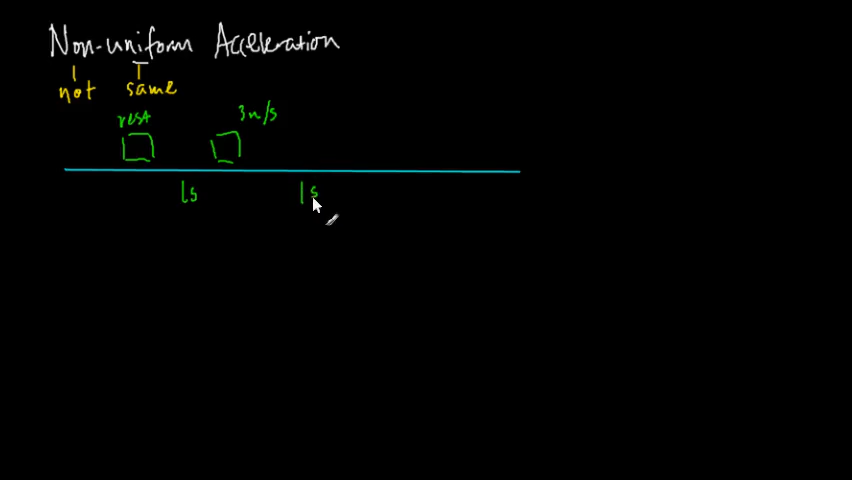 Non-uniform Acceleration
not same
rest 3m/s
1s 1s